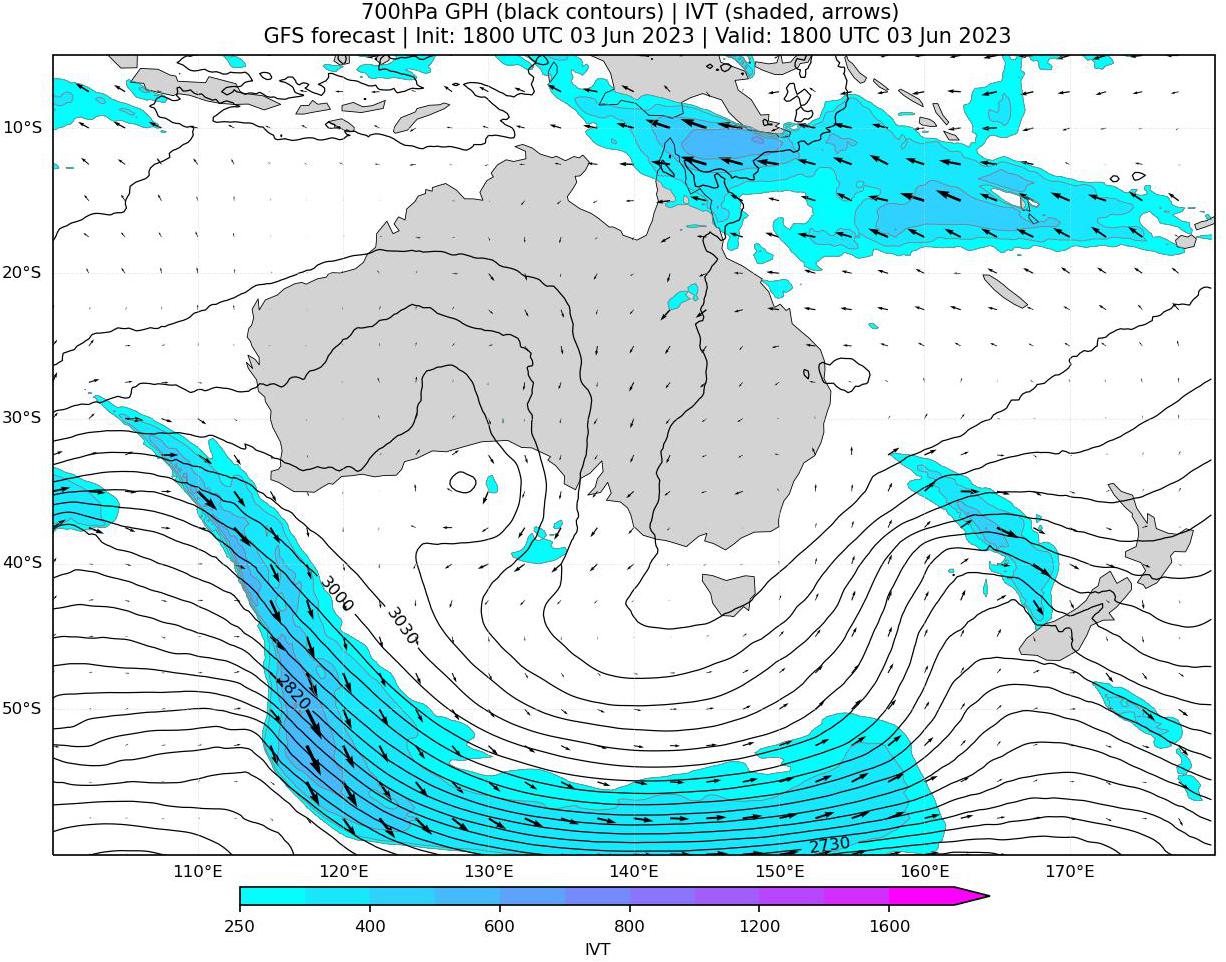 700hPa GPH (black contours) | IVT (shaded, arrows)
GFS forecast | Init: 1800 UTC 03 Jun 2023 | Valid: 1800 UTC 03 Jun 2023
10°S
20°S
30°S
40°S
50°S
3000
3030
2820
2730
110°E 120°E 130°E 140°E 150°E 160°E 170°E
250 400 600 800 1200 1600
IVT